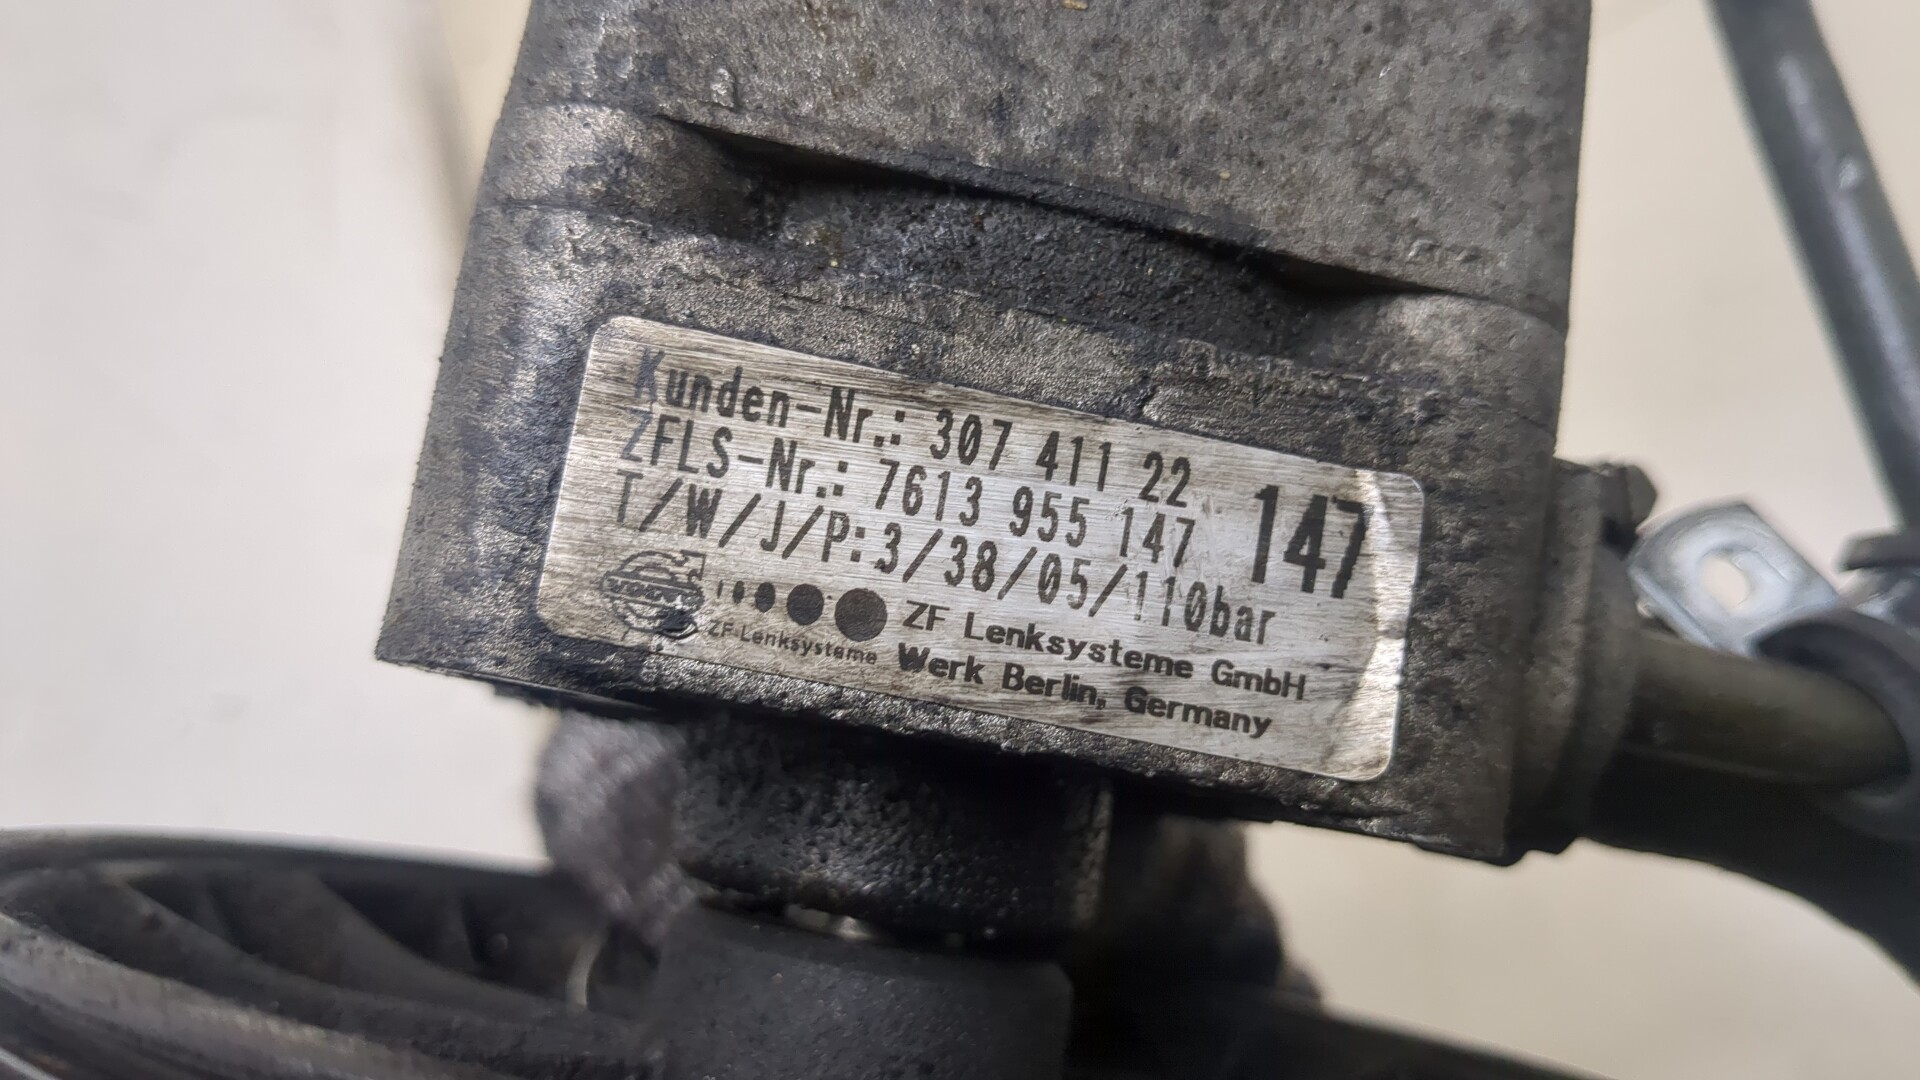 Kunden-Nr.: 307 411 22
ZFLS-Nr.: 7613 955 147
147
T/W/J/P:3/38/05/110bar
ZF-Lenksysteme
ZF Lenksysteme GmbH
Werk Berlin, Germany